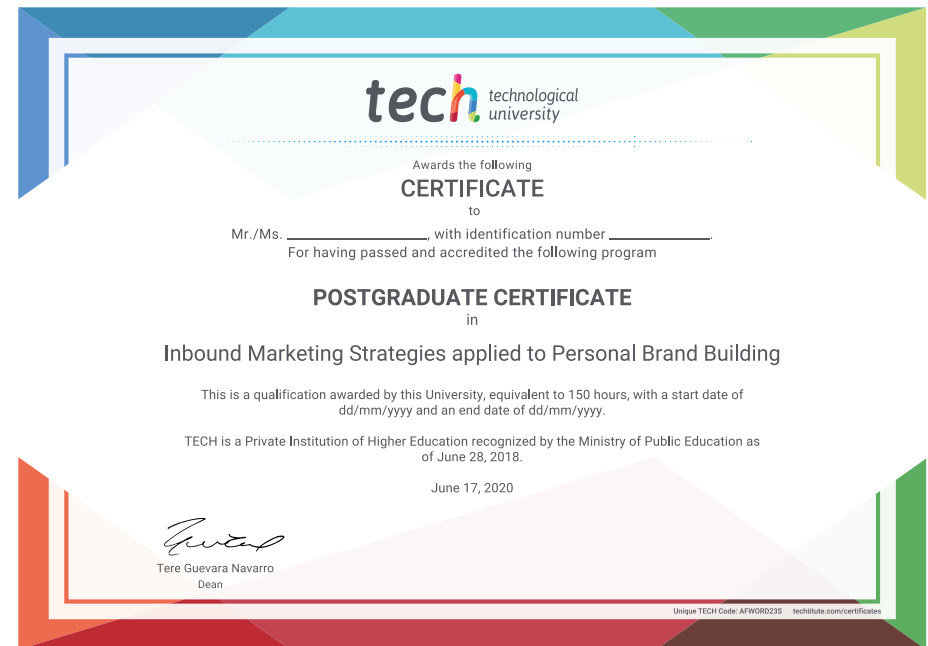 tech technological
university
Awards the following
CERTIFICATE
to
Mr./Ms. ____________________, with identification number ______________.
For having passed and accredited the following program
POSTGRADUATE CERTIFICATE
in
Inbound Marketing Strategies applied to Personal Brand Building
This is a qualification awarded by this University, equivalent to 150 hours, with a start date of
dd/mm/yyyy and an end date of dd/mm/yyyy.
TECH is a Private Institution of Higher Education recognized by the Ministry of Public Education as
of June 28, 2018.
June 17, 2020
Tere Guevara Navarro
Dean
Unique TECH Code: AFWORD23S techtitute.com/certificates